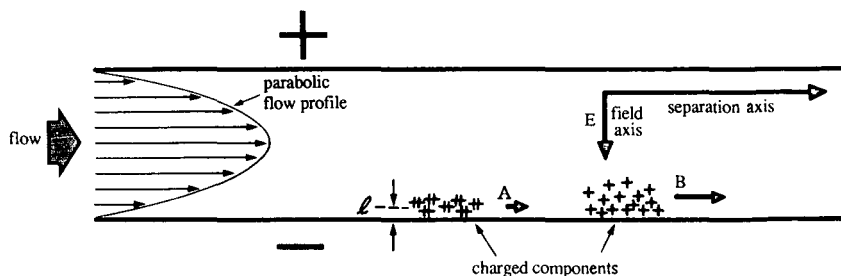 +
parabolic
flow profile
flow
E
field
axis
separation axis
ℓ
A
B
−
charged components